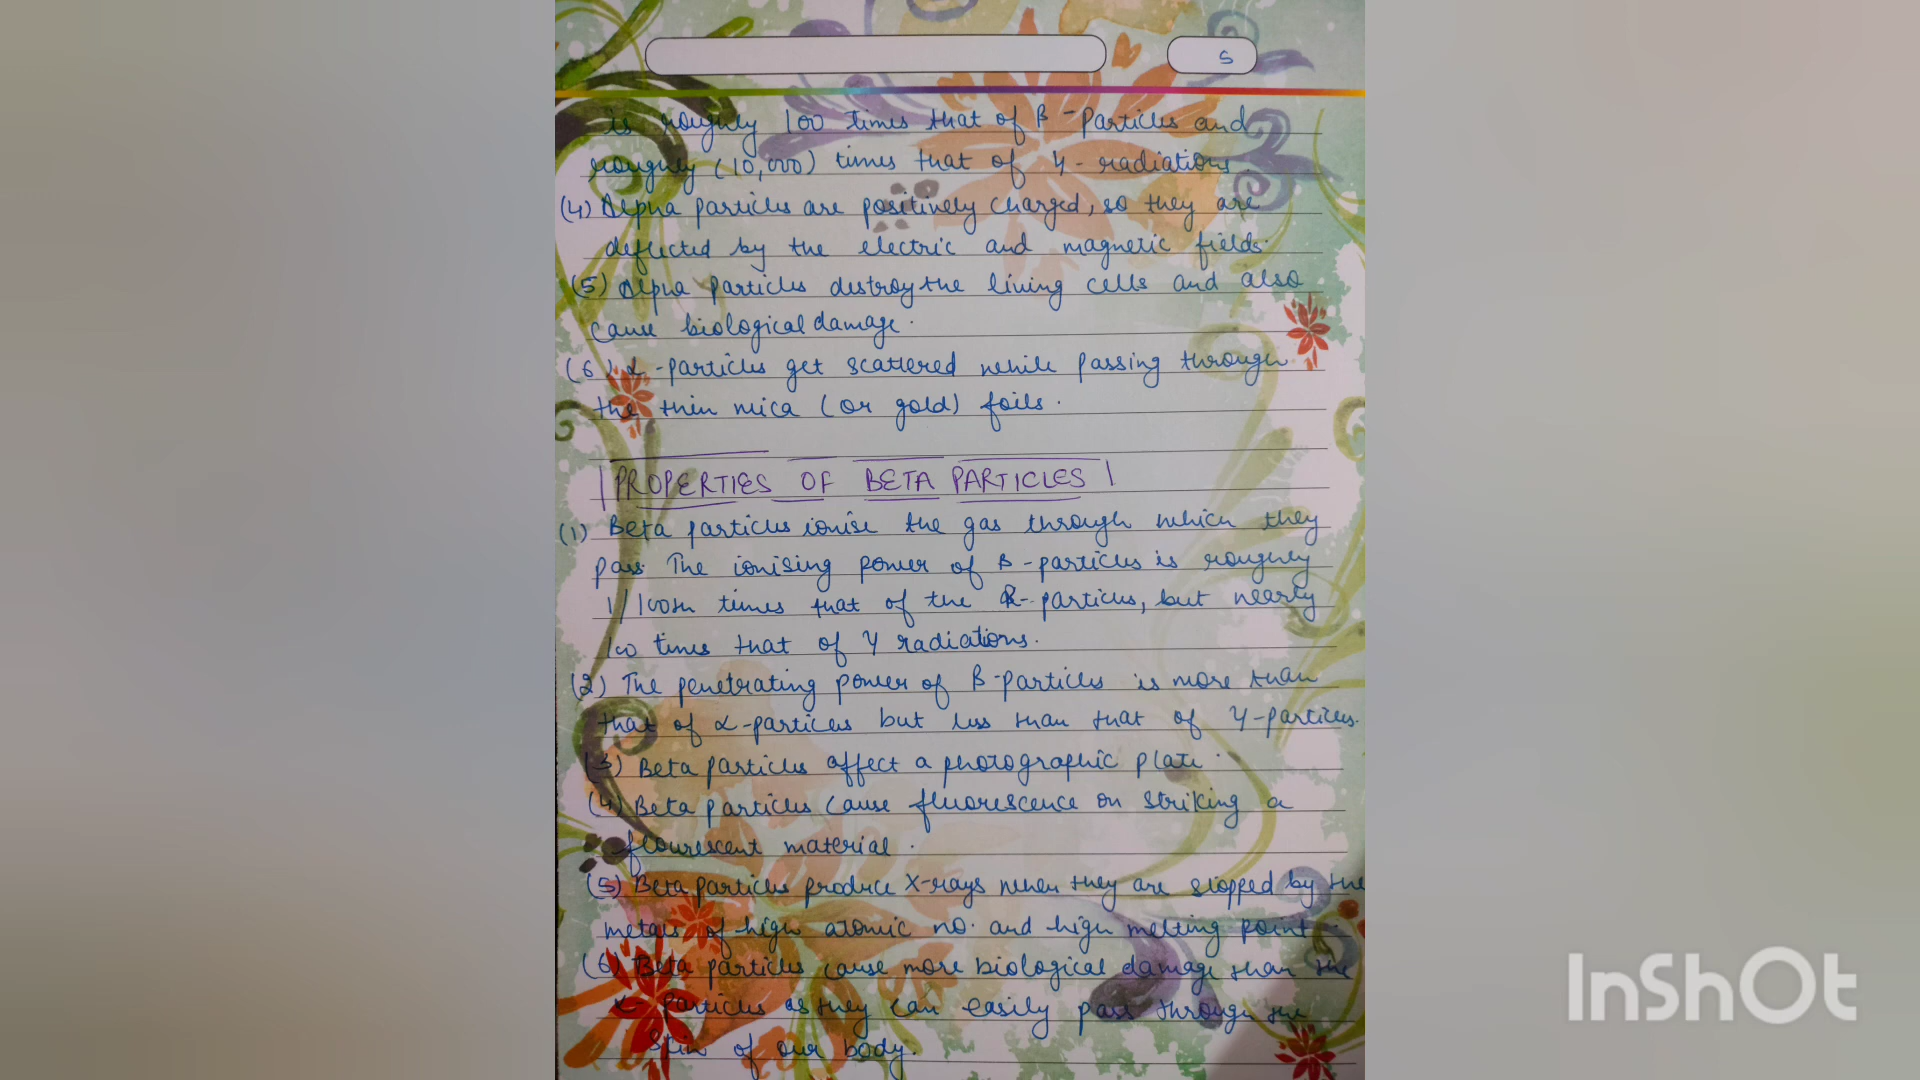 5
is roughly 100 times that of β-Particles and
roughly (10,000) times that of γ-radiations.
(4) Alpha particles are positively charged, so they are
deflected by the electric and magnetic fields.
(5) Alpha Particles destroy the living cells and also
cause biological damage.
(6) α-particles get scattered while passing through
the thin mica (or gold) foils.
PROPERTIES OF BETA PARTICLES
(1) Beta particles ionise the gas through which they
pass. The ionising power of β-particles is roughly
1/100th times that of the α-particles, but nearly
100 times that of γ radiations.
(2) The penetrating power of β-particles is more than
that of α-particles but less than that of γ-particles.
(3) Beta particles affect a photographic plate.
(4) Beta particles cause fluorescence on striking a
flourescent material.
(5) Beta particles produce X-rays when they are stopped by the
metals of high atomic no. and high melting point.
(6) Beta particles cause more biological damage than the
α-particles as they can easily pass through the
skin of our body.
InShOt